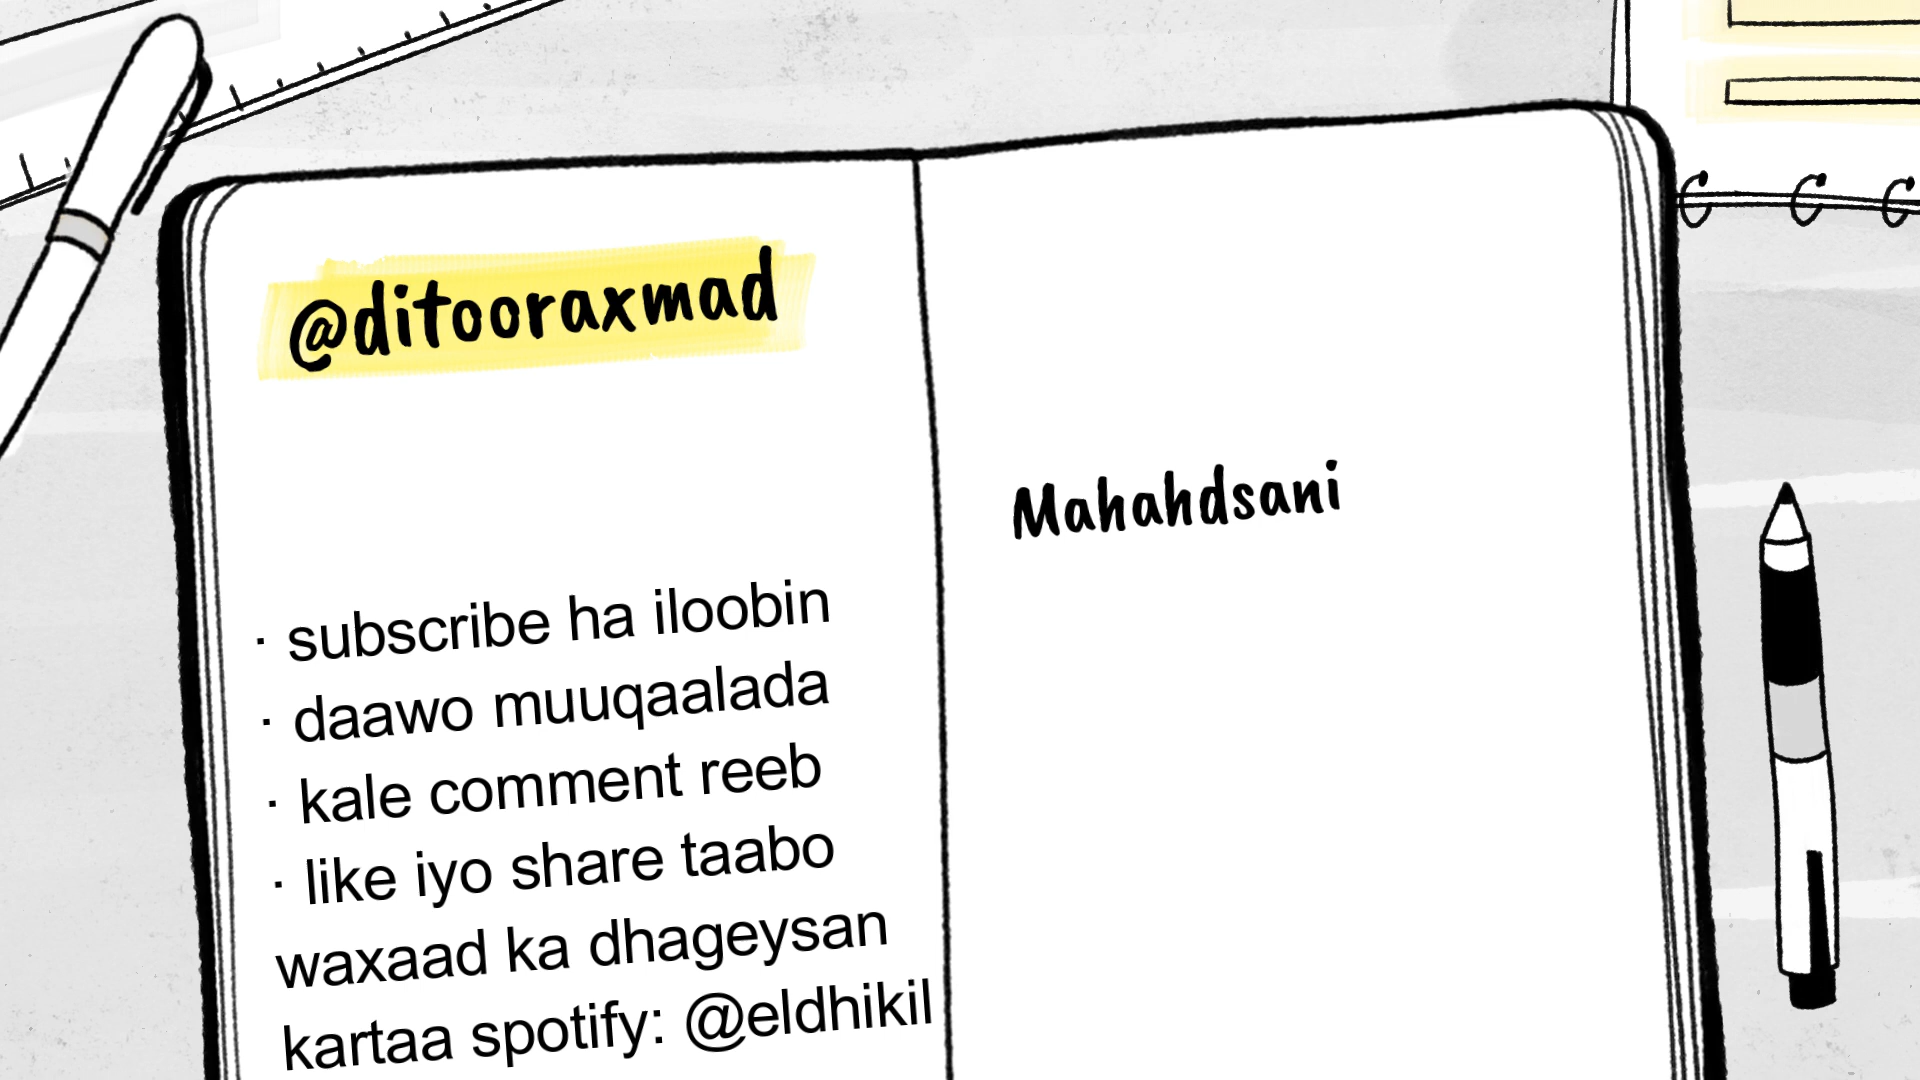 @ditooraxmad
· subscribe ha iloobin
· daawo muuqaalada
· kale comment reeb
· like iyo share taabo
waxaad ka dhageysan
kartaa spotify: @eldhikil
Mahahdsani